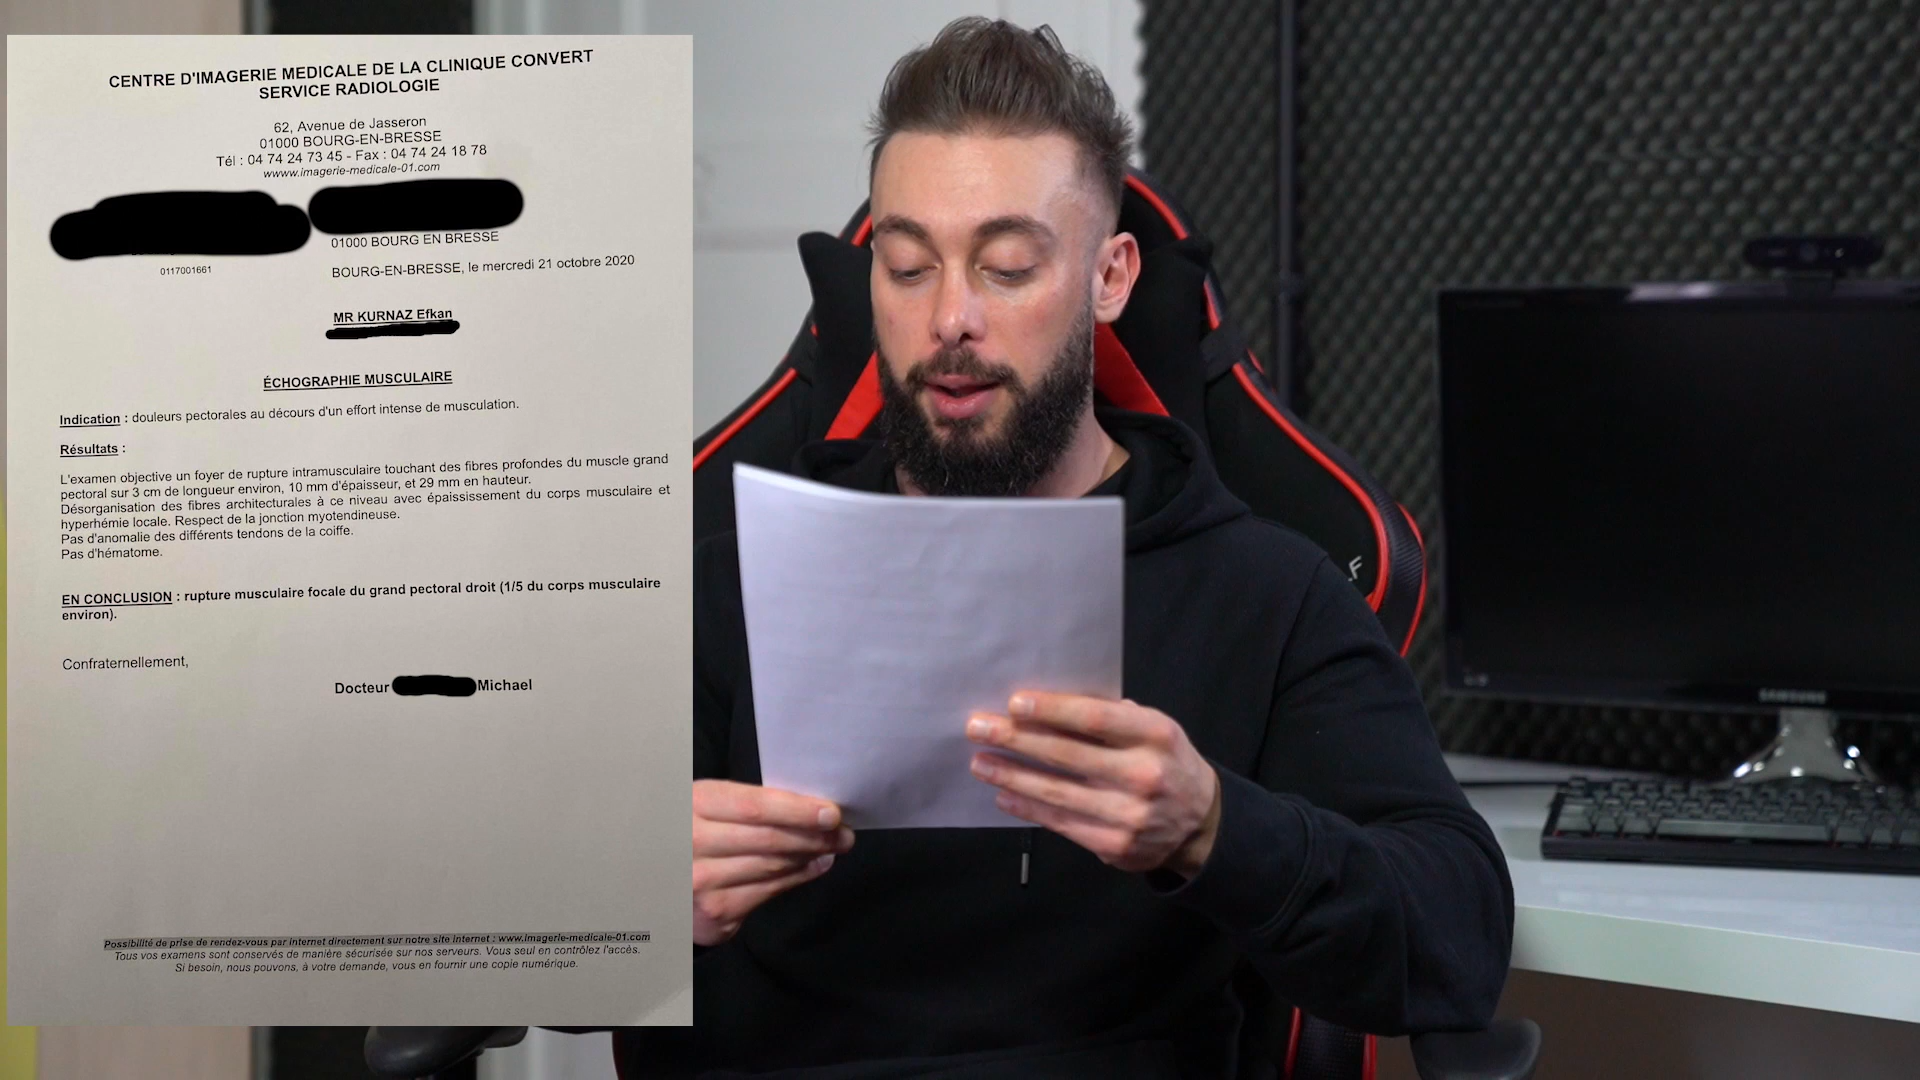 CENTRE D'IMAGERIE MEDICALE DE LA CLINIQUE CONVERT
SERVICE RADIOLOGIE
62, Avenue de Jasseron
01000 BOURG-EN-BRESSE
Tél : 04 74 24 73 45 - Fax : 04 74 24 18 78
wwww.imagerie-medicale-01.com
01000 BOURG EN BRESSE
0117001661
BOURG-EN-BRESSE, le mercredi 21 octobre 2020
MR KURNAZ Efkan
ÉCHOGRAPHIE MUSCULAIRE
Indication : douleurs pectorales au décours d'un effort intense de musculation.
Résultats :
L'examen objective un foyer de rupture intramusculaire touchant des fibres profondes du muscle grand
pectoral sur 3 cm de longueur environ, 10 mm d'épaisseur, et 29 mm en hauteur.
Désorganisation des fibres architecturales à ce niveau avec épaississement du corps musculaire et
hyperhémie locale. Respect de la jonction myotendineuse.
Pas d'anomalie des différents tendons de la coiffe.
Pas d'hématome.
EN CONCLUSION : rupture musculaire focale du grand pectoral droit (1/5 du corps musculaire
environ).
Confraternellement,
Docteur Michael
Possibilité de prise de rendez-vous par internet directement sur notre site internet : www.imagerie-medicale-01.com
Tous vos examens sont conservés de manière sécurisée sur nos serveurs. Vous seul en contrôlez l'accès.
Si besoin, nous pouvons, à votre demande, vous en fournir une copie numérique.
SAMSUNG